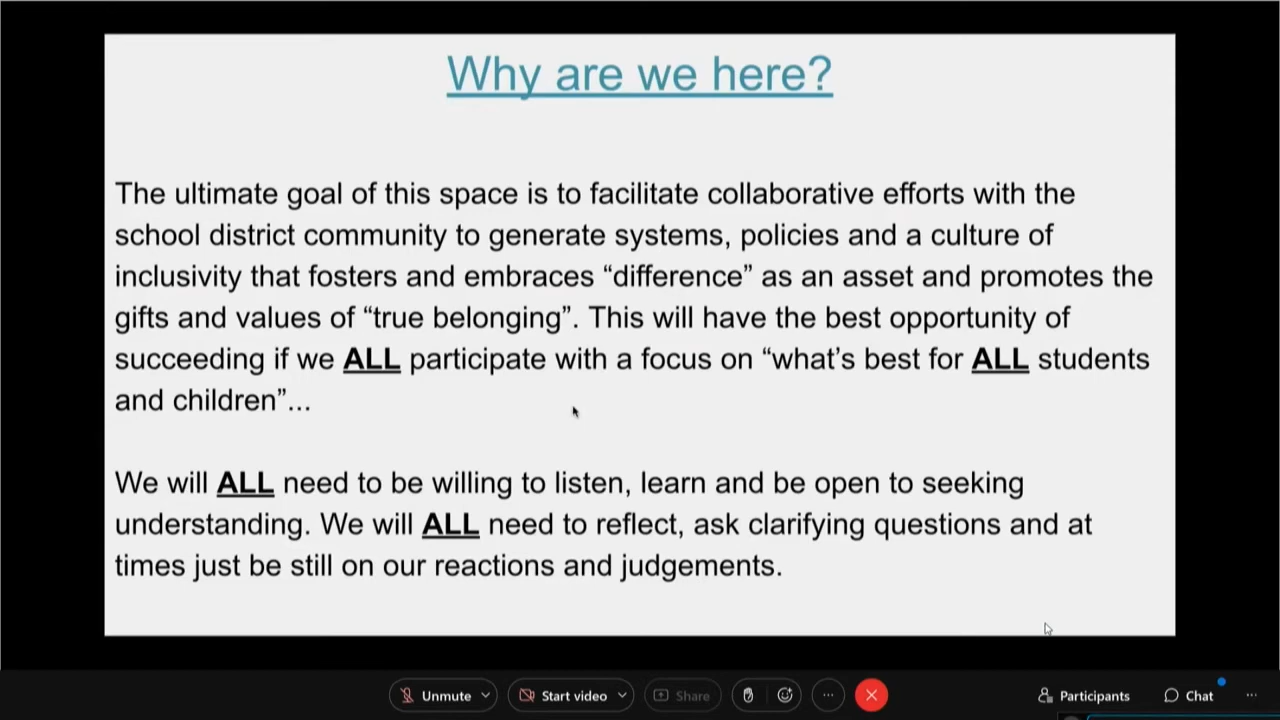 Why are we here?
The ultimate goal of this space is to facilitate collaborative efforts with the
school district community to generate systems, policies and a culture of
inclusivity that fosters and embraces “difference” as an asset and promotes the
gifts and values of “true belonging”. This will have the best opportunity of
succeeding if we ALL participate with a focus on “what’s best for ALL students
and children”...
We will ALL need to be willing to listen, learn and be open to seeking
understanding. We will ALL need to reflect, ask clarifying questions and at
times just be still on our reactions and judgements.
Unmute Start video Share Participants Chat